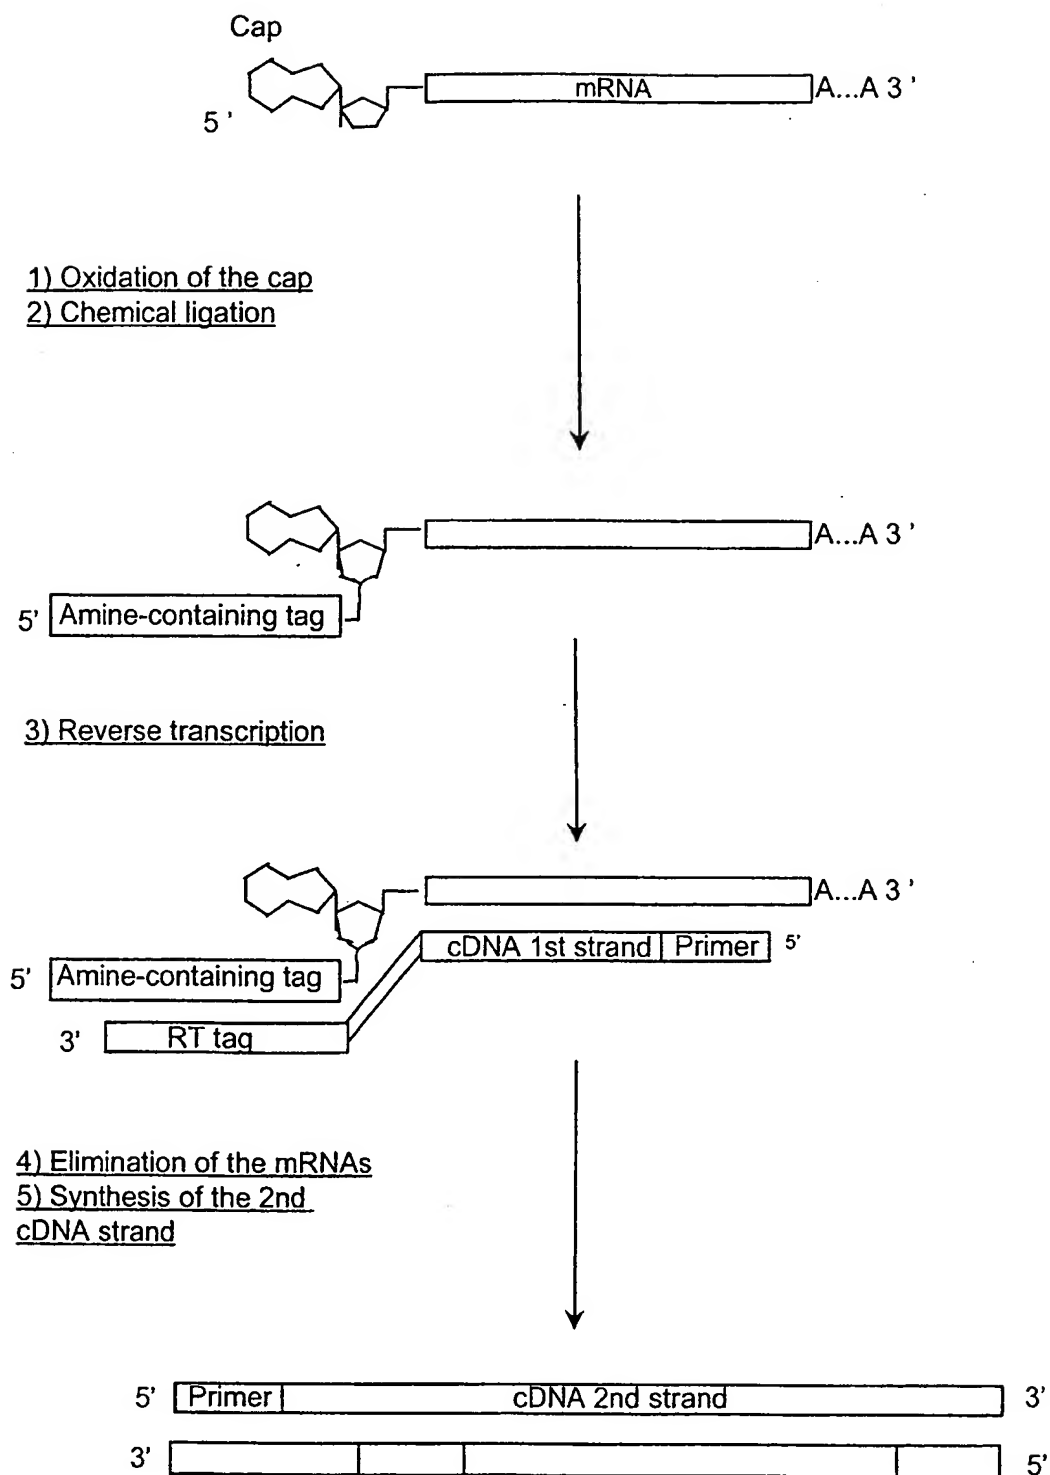 Cap
mRNA
A...A 3 '
5 '
1) Oxidation of the cap
2) Chemical ligation
A...A 3 '
5' Amine-containing tag
3) Reverse transcription
A...A 3 '
cDNA 1st strand Primer 5'
5' Amine-containing tag
3' RT tag
4) Elimination of the mRNAs
5) Synthesis of the 2nd
cDNA strand
5' Primer cDNA 2nd strand 3'
3' 5'